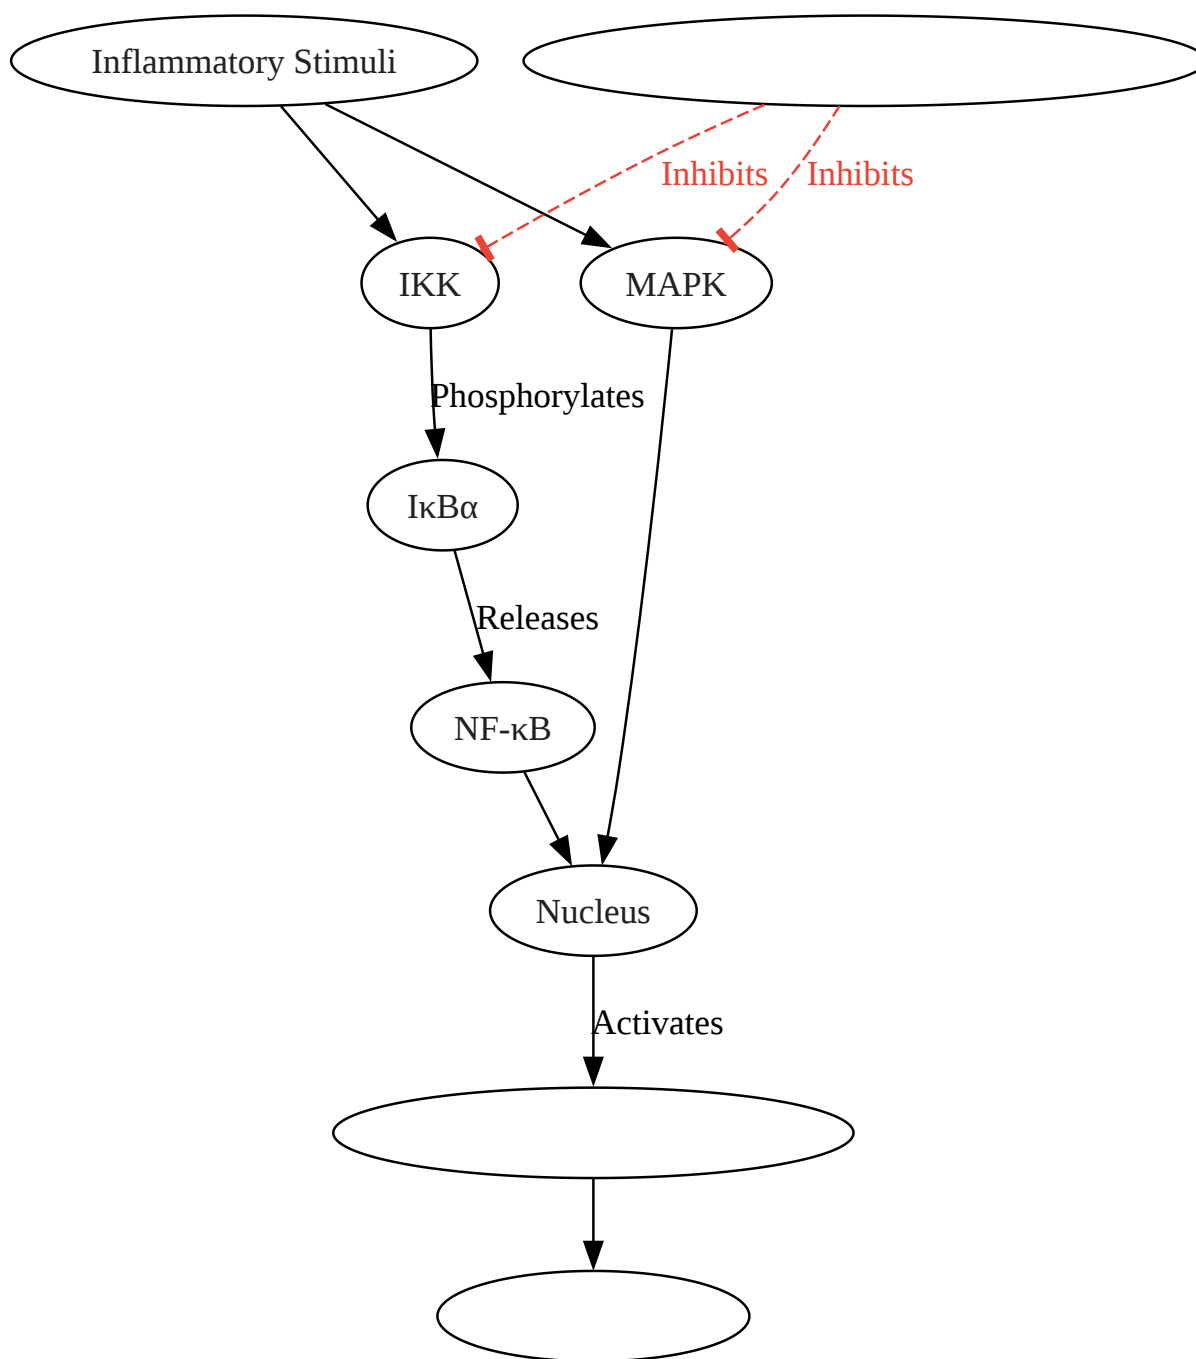 Inflammatory Stimuli
Inhibits
Inhibits
IKK
MAPK
Phosphorylates
IκBα
Releases
NF-κB
Nucleus
Activates